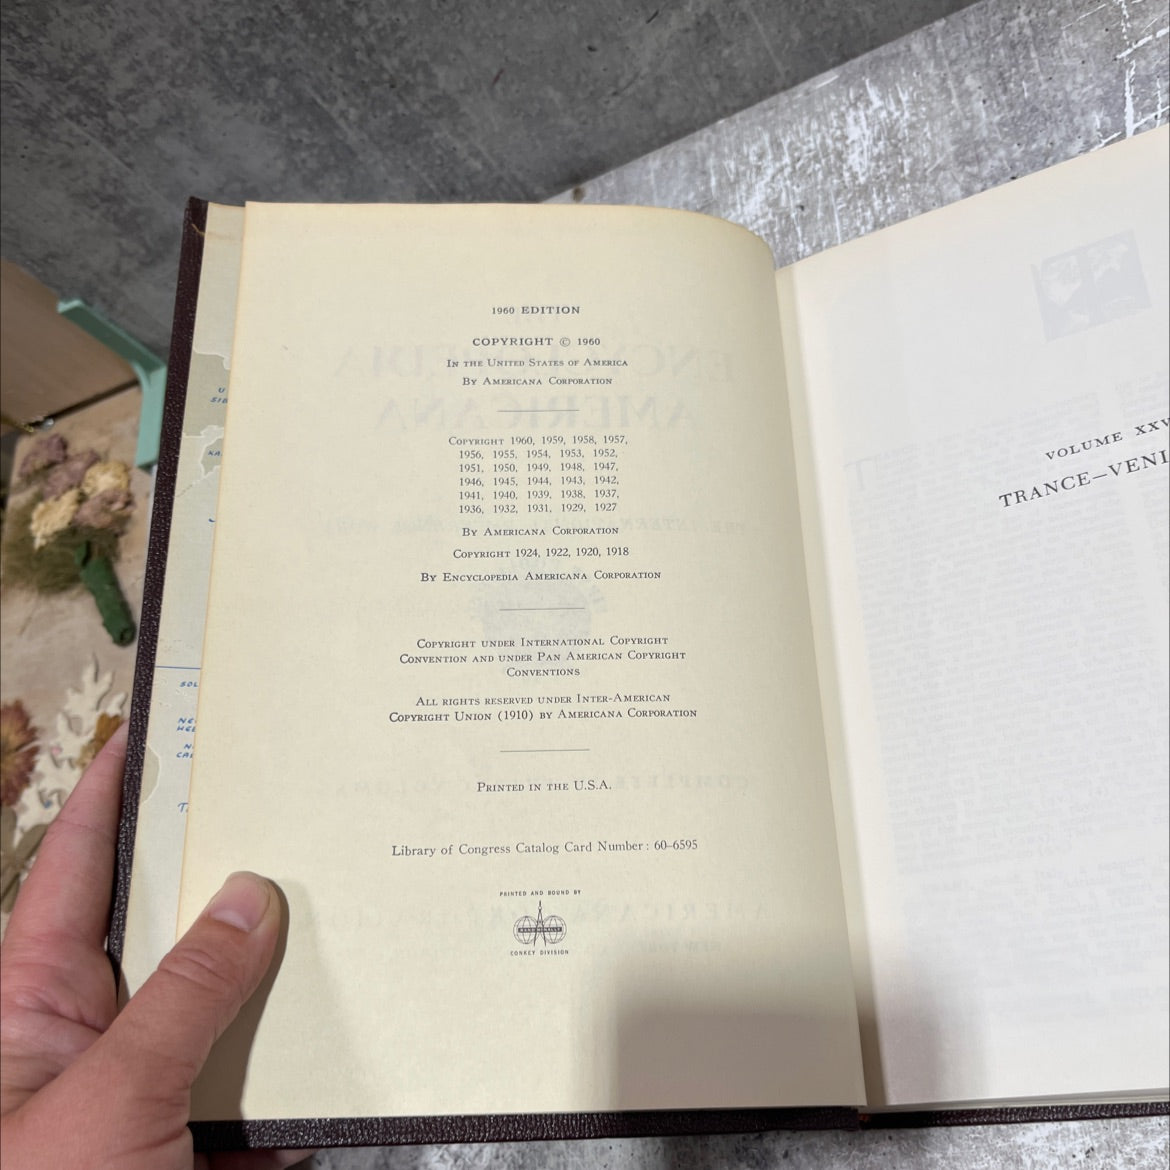 1960 EDITION
COPYRIGHT © 1960
IN THE UNITED STATES OF AMERICA
BY AMERICANA CORPORATION
COPYRIGHT 1960, 1959, 1958, 1957,
1956, 1955, 1954, 1953, 1952,
1951, 1950, 1949, 1948, 1947,
1946, 1945, 1944, 1943, 1942,
1941, 1940, 1939, 1938, 1937,
1936, 1932, 1931, 1929, 1927
BY AMERICANA CORPORATION
COPYRIGHT 1924, 1922, 1920, 1918
BY ENCYCLOPEDIA AMERICANA CORPORATION
COPYRIGHT UNDER INTERNATIONAL COPYRIGHT
CONVENTION AND UNDER PAN AMERICAN COPYRIGHT
CONVENTIONS
ALL RIGHTS RESERVED UNDER INTER-AMERICAN
COPYRIGHT UNION (1910) BY AMERICANA CORPORATION
PRINTED IN THE U.S.A.
Library of Congress Catalog Card Number: 60-6595
PRINTED AND BOUND BY
RAND McNALLY
CONKEY DIVISION
VOLUME XXV
TRANCE—VENI